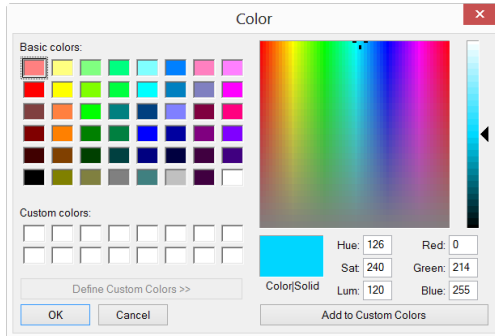 Color
Basic colors:
Custom colors:
Define Custom Colors >>
OK Cancel
Color|Solid
Hue: 126 Red: 0
Sat: 240 Green: 214
Lum: 120 Blue: 255
Add to Custom Colors